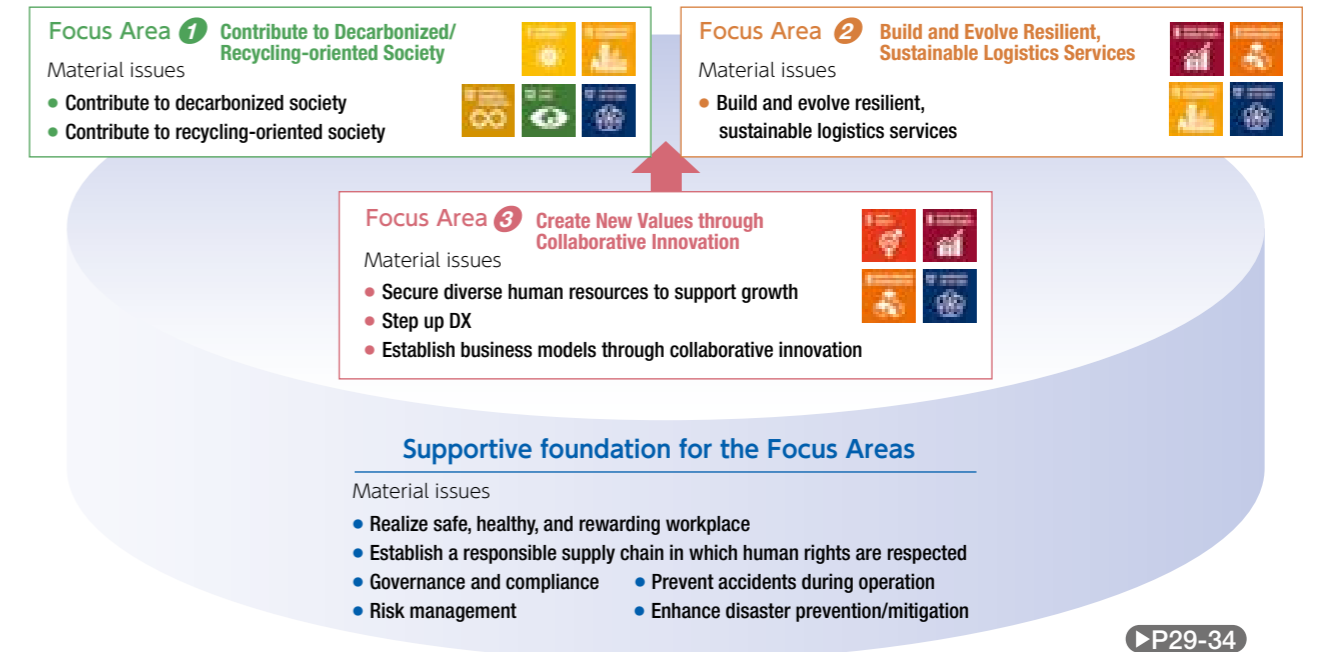 Focus Area 1 Contribute to Decarbonized/
Recycling-oriented Society
Material issues
• Contribute to decarbonized society
• Contribute to recycling-oriented society
Focus Area 2 Build and Evolve Resilient,
Sustainable Logistics Services
Material issues
• Build and evolve resilient,
sustainable logistics services
Focus Area 3 Create New Values through
Collaborative Innovation
Material issues
• Secure diverse human resources to support growth
• Step up DX
• Establish business models through collaborative innovation
Supportive foundation for the Focus Areas
Material issues
• Realize safe, healthy, and rewarding workplace
• Establish a responsible supply chain in which human rights are respected
• Governance and compliance
• Prevent accidents during operation
• Risk management
• Enhance disaster prevention/mitigation
▶P29-34